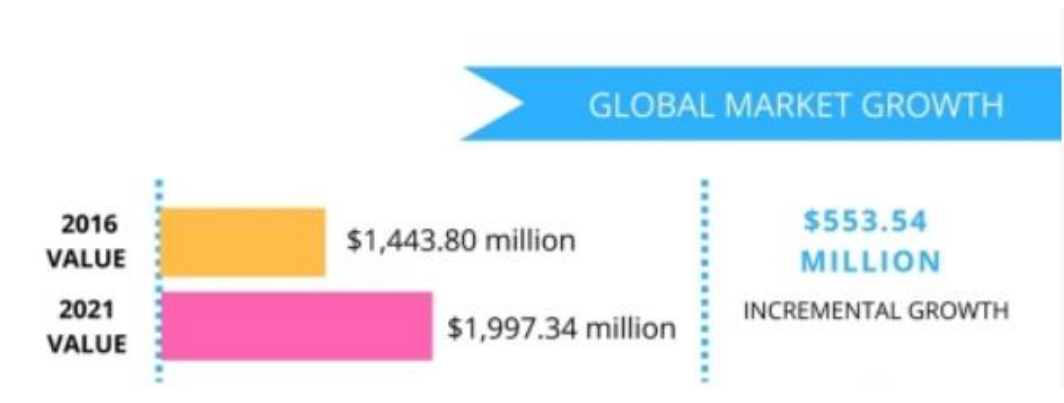 GLOBAL MARKET GROWTH
2016
VALUE
$1,443.80 million
2021
VALUE
$1,997.34 million
$553.54
MILLION
INCREMENTAL GROWTH